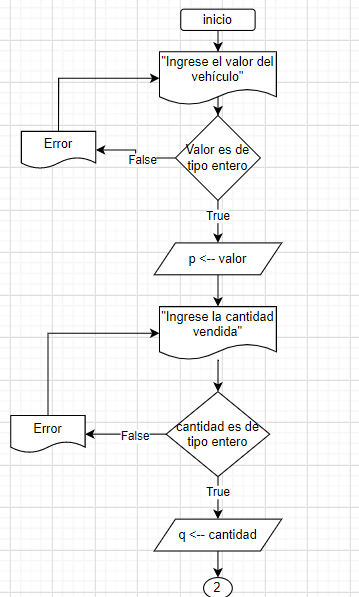 inicio
"Ingrese el valor del
vehículo"
Error
Valor es de
tipo entero
False
True
p <-- valor
"Ingrese la cantidad
vendida"
Error
cantidad es de
tipo entero
False
True
q <-- cantidad
2